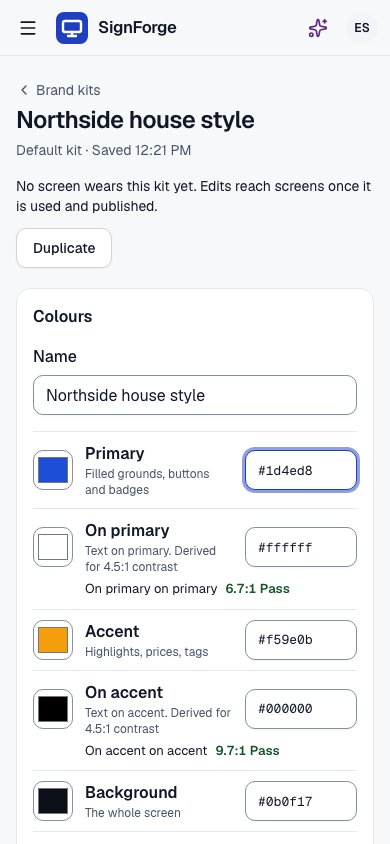 SignForge
ES
Brand kits
Northside house style
Default kit · Saved 12:21 PM
No screen wears this kit yet. Edits reach screens once it
is used and published.
Duplicate
Colours
Name
Northside house style
Primary
Filled grounds, buttons
and badges
#1d4ed8
On primary
Text on primary. Derived
for 4.5:1 contrast
#ffffff
On primary on primary 6.7:1 Pass
Accent
Highlights, prices, tags
#f59e0b
On accent
Text on accent. Derived for
4.5:1 contrast
#000000
On accent on accent 9.7:1 Pass
Background
The whole screen
#0b0f17